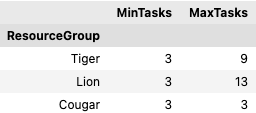 MinTasks MaxTasks
ResourceGroup
Tiger 3 9
Lion 3 13
Cougar 3 3